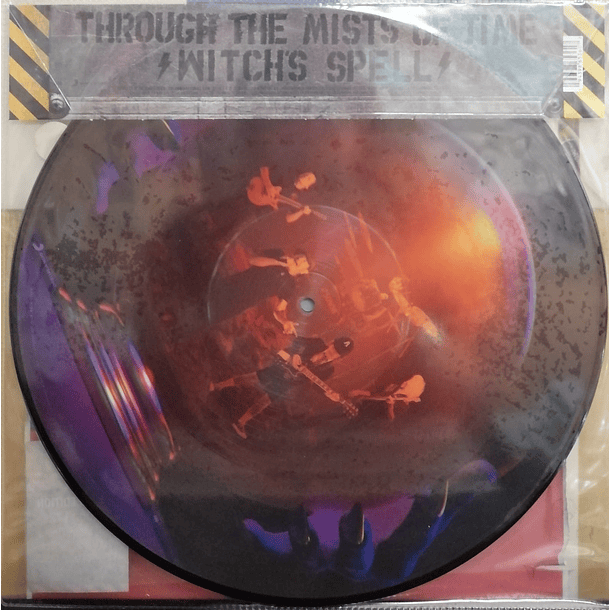 THROUGH THE MISTS OF TIME
WITCH'S SPELL